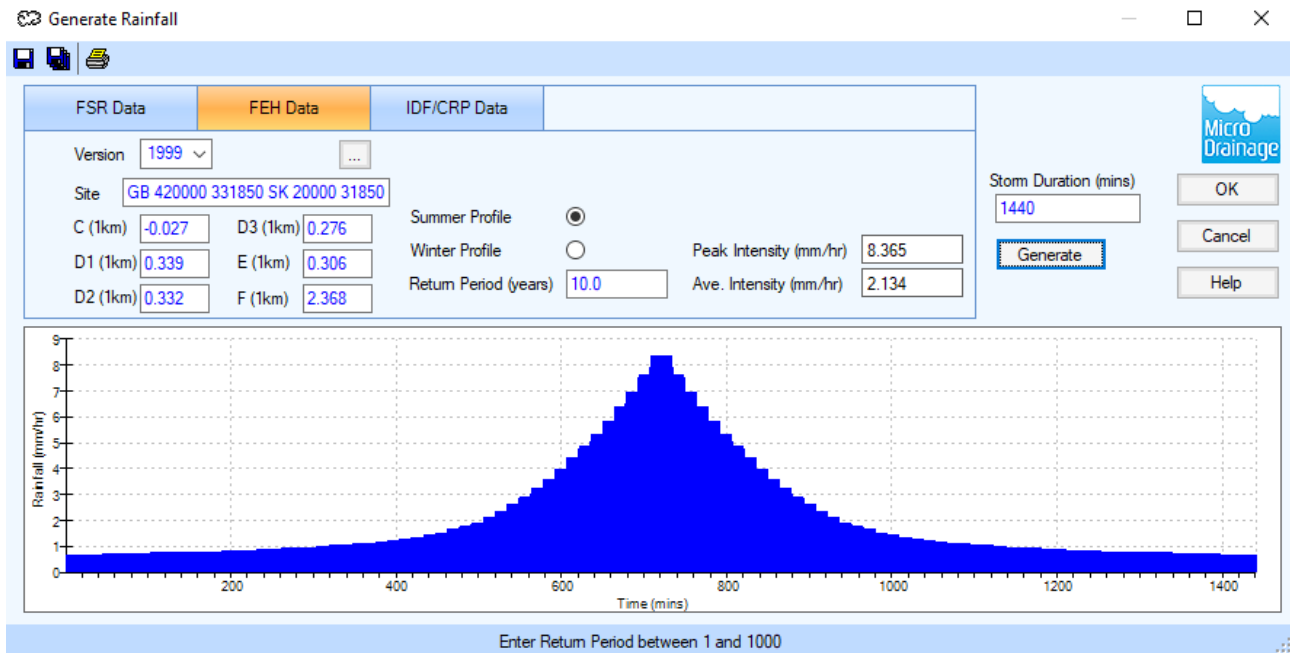 Generate Rainfall
FSR Data FEH Data IDF/CRP Data
Micro
Drainage
Version 1999 ...
Site GB 420000 331850 SK 20000 31850
C (1km) -0.027 D3 (1km) 0.276
D1 (1km) 0.339 E (1km) 0.306
D2 (1km) 0.332 F (1km) 2.368
Summer Profile
Winter Profile
Return Period (years) 10.0
Peak Intensity (mm/hr) 8.365
Ave. Intensity (mm/hr) 2.134
Storm Duration (mins)
1440
Generate
OK
Cancel
Help
Rainfall (mm/hr)
9
8
7
6
5
4
3
2
1
0
200 400 600 800 1000 1200 1400
Time (mins)
Enter Return Period between 1 and 1000